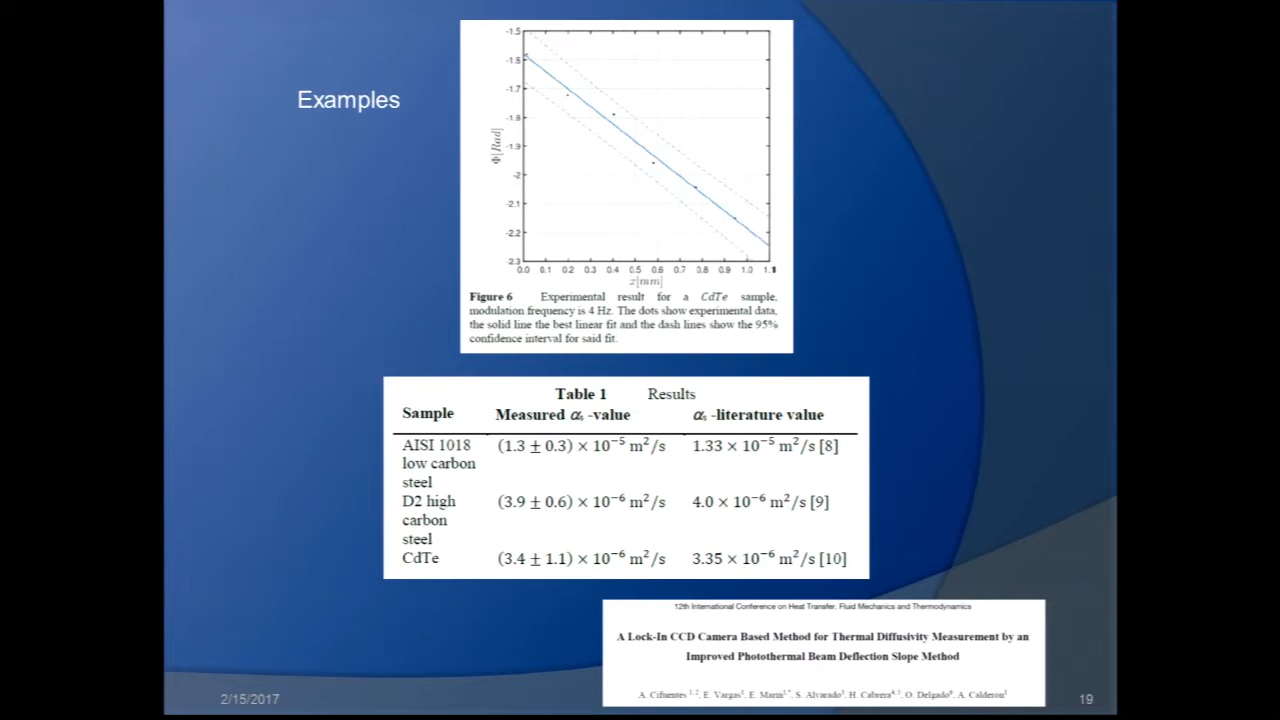 Examples
-1.5
-1.6
-1.7
-1.8
-1.9
-2
-2.1
-2.2
-2.3
Φ[Rad]
0.0 0.1 0.2 0.3 0.4 0.5 0.6 0.7 0.8 0.9 1.0 1.1
z[mm]
Figure 6 Experimental result for a CdTe sample,
modulation frequency is 4 Hz. The dots show experimental data,
the solid line the best linear fit and the dash lines show the 95%
confidence interval for said fit.
Table 1 Results
Sample Measured αs -value αs -literature value
AISI 1018 (1.3 ± 0.3) × 10⁻⁵ m²/s 1.33 × 10⁻⁵ m²/s [8]
low carbon
steel
D2 high (3.9 ± 0.6) × 10⁻⁶ m²/s 4.0 × 10⁻⁶ m²/s [9]
carbon
steel
CdTe (3.4 ± 1.1) × 10⁻⁶ m²/s 3.35 × 10⁻⁶ m²/s [10]
12th International Conference on Heat Transfer, Fluid Mechanics and Thermodynamics
A Lock-In CCD Camera Based Method for Thermal Diffusivity Measurement by an
Improved Photothermal Beam Deflection Slope Method
A. Cifuentes, E. Vargas, E. Marín, S. Alvarado, H. Cabrera, O. Delgado, A. Calderón
2/15/2017
19